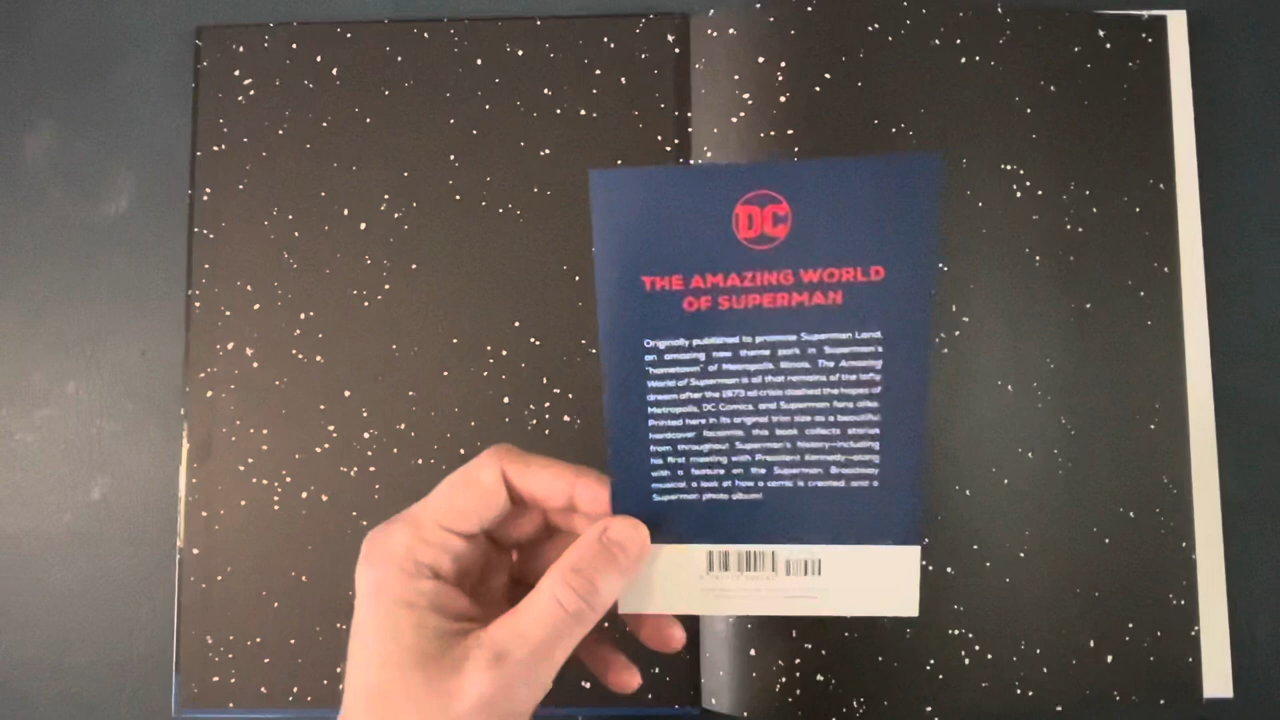 DC
THE AMAZING WORLD
OF SUPERMAN
Originally published to promote Superman Land,
an amazing new theme park in Superman's
"hometown" of Metropolis, Illinois, The Amazing
World of Superman is all that remains of the lofty
dream after the 1973 oil crisis dashed the hopes of
Metropolis, DC Comics, and Superman fans alike.
Printed here in its original trim size as a beautiful
hardcover facsimile, this book collects stories
from throughout Superman's history—including
his first meeting with President Kennedy—along
with a feature on the Superman Broadway
musical, a look at how a comic is created, and a
Superman photo album!